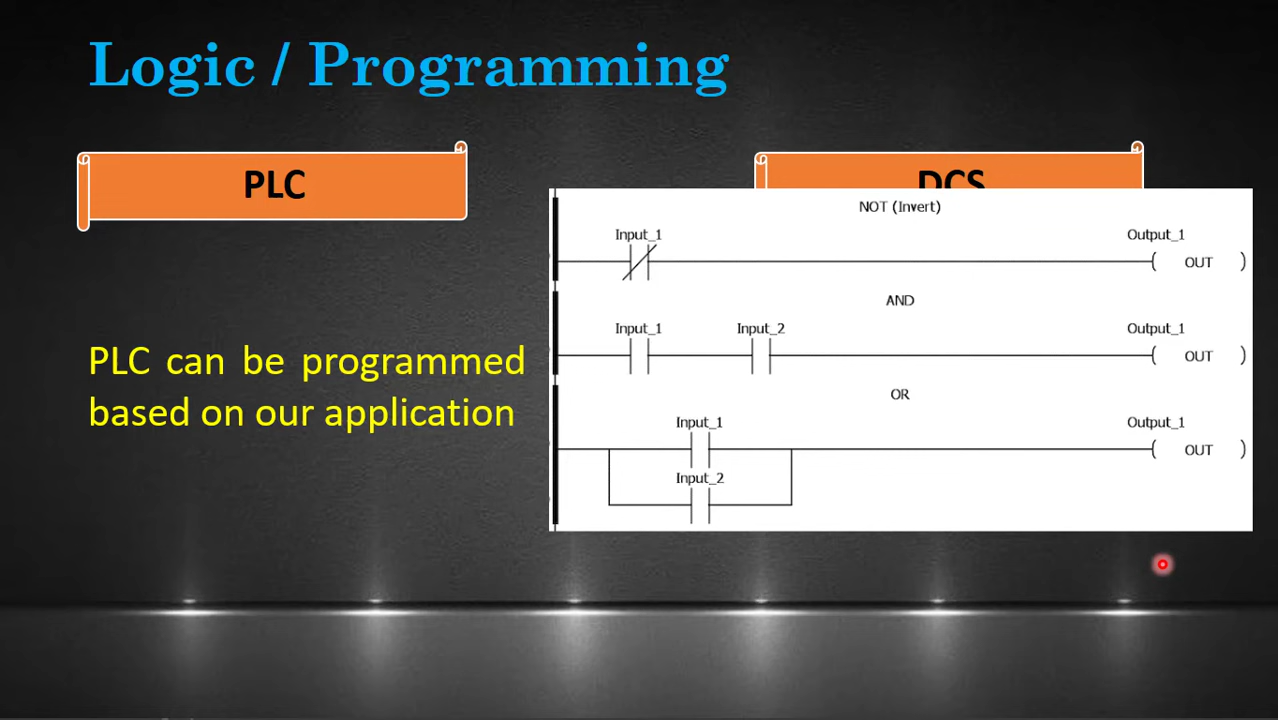 Logic / Programming
PLC
DCS
PLC can be programmed
based on our application
NOT (Invert)
Input_1
Output_1
OUT
AND
Input_1
Input_2
Output_1
OUT
OR
Input_1
Output_1
OUT
Input_2